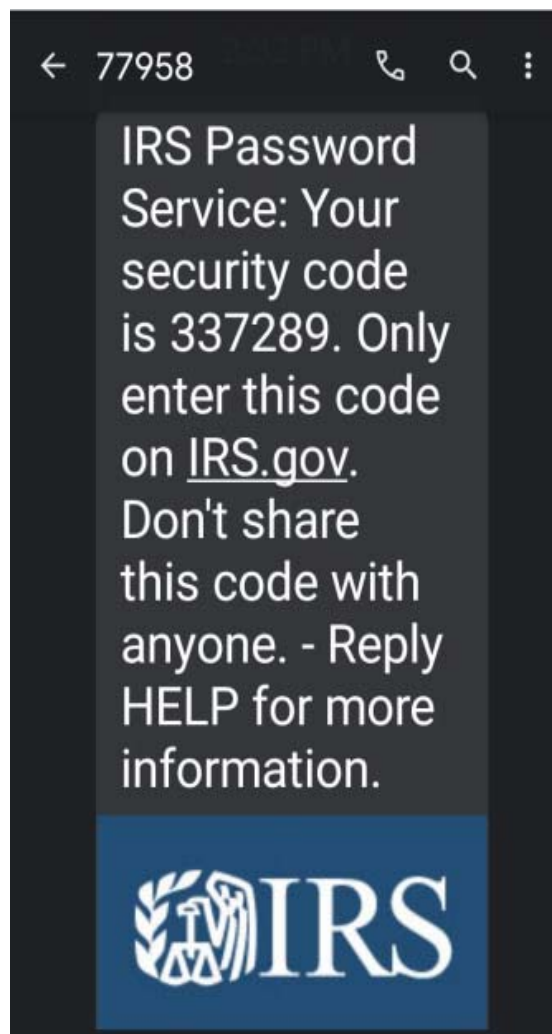 77958
IRS Password
Service: Your
security code
is 337289. Only
enter this code
on IRS.gov.
Don't share
this code with
anyone. - Reply
HELP for more
information.
IRS